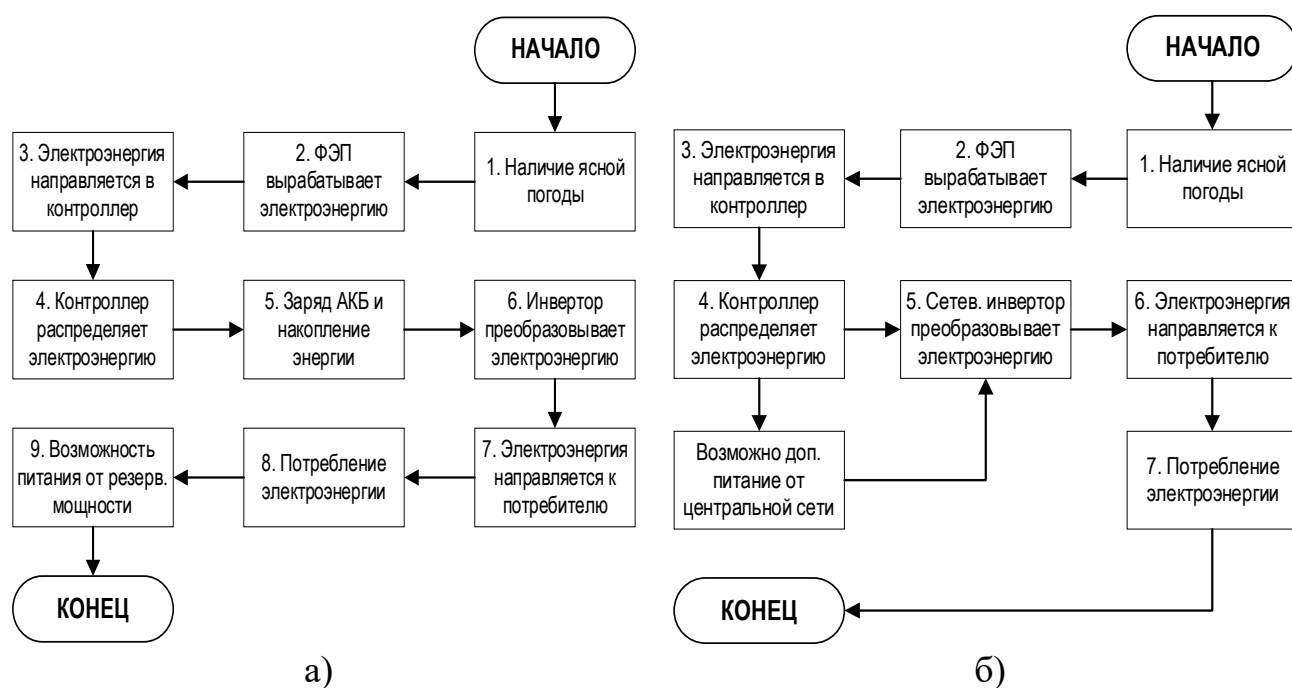 НАЧАЛО
1. Наличие ясной
погоды
2. ФЭП
вырабатывает
электроэнергию
3. Электроэнергия
направляется в
контроллер
4. Контроллер
распределяет
электроэнергию
5. Заряд АКБ и
накопление
энергии
6. Инвертор
преобразовывает
электроэнергию
7. Электроэнергия
направляется к
потребителю
8. Потребление
электроэнергии
9. Возможность
питания от резерв.
мощности
КОНЕЦ
а)
НАЧАЛО
1. Наличие ясной
погоды
2. ФЭП
вырабатывает
электроэнергию
3. Электроэнергия
направляется в
контроллер
4. Контроллер
распределяет
электроэнергию
Возможно доп.
питание от
центральной сети
5. Сетев. инвертор
преобразовывает
электроэнергию
6. Электроэнергия
направляется к
потребителю
7. Потребление
электроэнергии
КОНЕЦ
б)